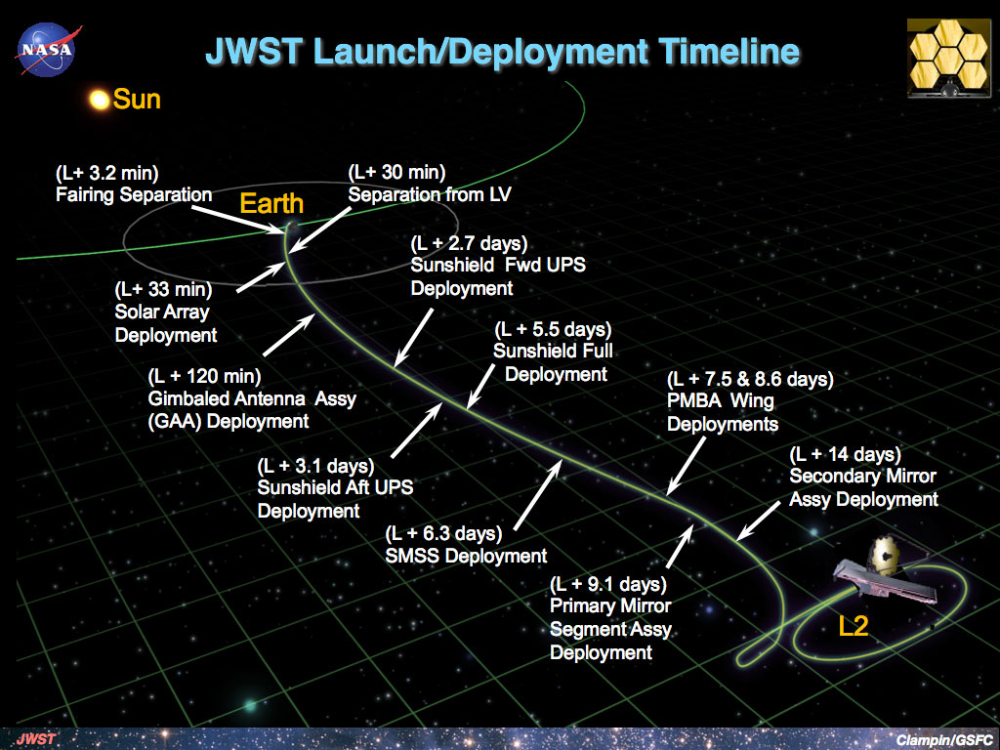 NASA
JWST Launch/Deployment Timeline
Sun
(L+ 3.2 min)
Fairing Separation
(L+ 30 min)
Separation from LV
Earth
(L + 2.7 days)
Sunshield Fwd UPS
Deployment
(L+ 33 min)
Solar Array
Deployment
(L + 5.5 days)
Sunshield Full
Deployment
(L + 120 min)
Gimbaled Antenna Assy
(GAA) Deployment
(L + 7.5 & 8.6 days)
PMBA Wing
Deployments
(L + 3.1 days)
Sunshield Aft UPS
Deployment
(L + 14 days)
Secondary Mirror
Assy Deployment
(L + 6.3 days)
SMSS Deployment
(L + 9.1 days)
Primary Mirror
Segment Assy
Deployment
L2
JWST
Clampin/GSFC